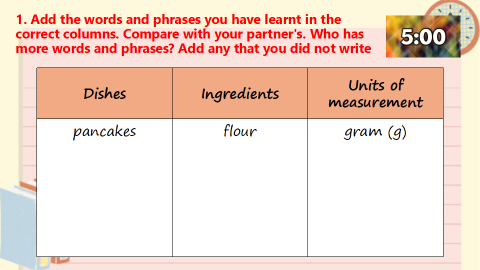 1. Add the words and phrases you have learnt in the
correct columns. Compare with your partner's. Who has
more words and phrases? Add any that you did not write
5:00
Dishes
Ingredients
Units of
measurement
pancakes
flour
gram (g)